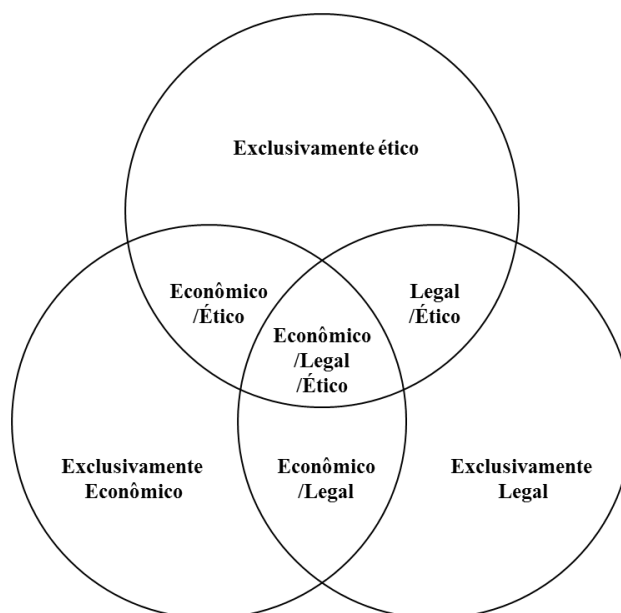 Exclusivamente ético
Econômico
/Ético
Legal
/Ético
Econômico
/Legal
/Ético
Exclusivamente
Econômico
Econômico
/Legal
Exclusivamente
Legal